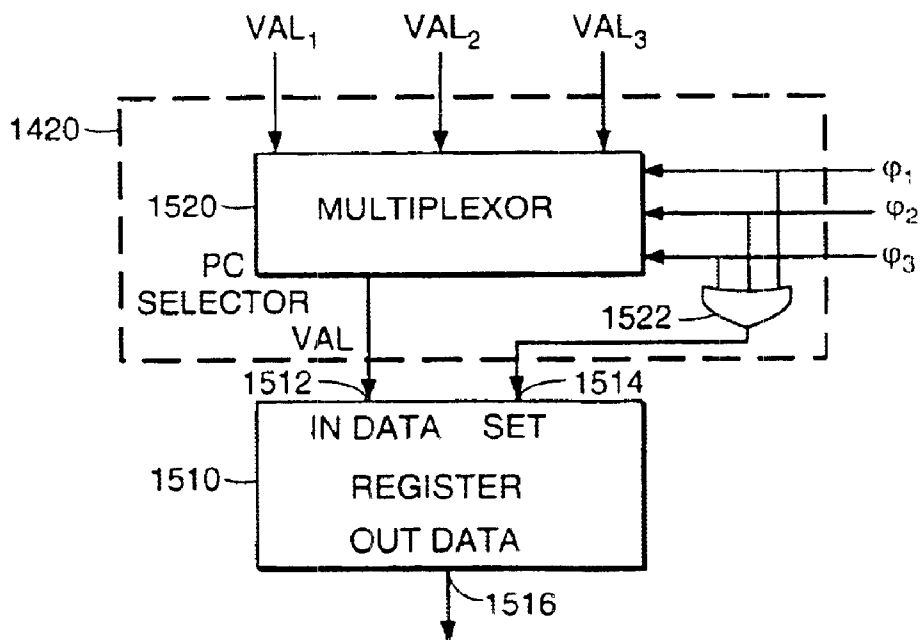 VAL₁ VAL₂ VAL₃
1420
φ₁
1520 MULTIPLEXOR
φ₂
PC
φ₃
SELECTOR
1522
VAL
1512 1514
IN DATA SET
1510 REGISTER
OUT DATA
1516